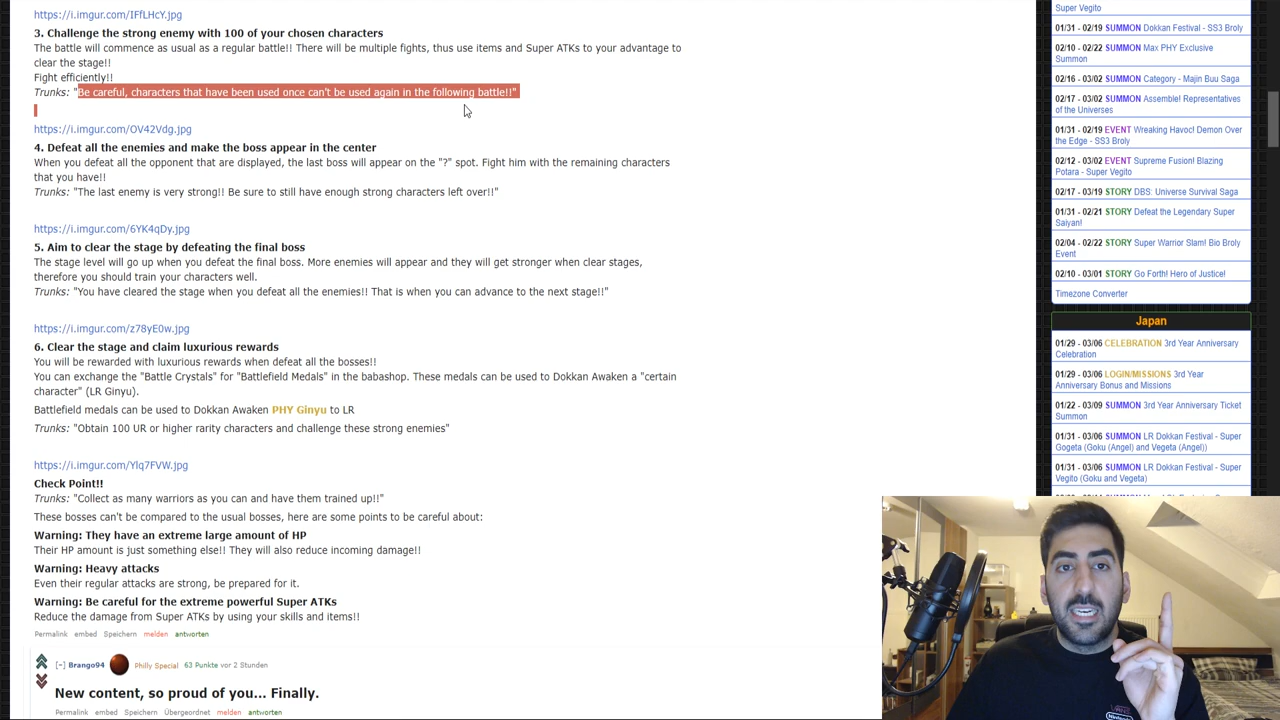 https://i.imgur.com/IFfLHcY.jpg
3. Challenge the strong enemy with 100 of your chosen characters
The battle will commence as usual as a regular battle!! There will be multiple fights, thus use items and Super ATKs to your advantage to
clear the stage!!
Fight efficiently!!
Trunks: "Be careful, characters that have been used once can't be used again in the following battle!!"
https://i.imgur.com/OV42Vdg.jpg
4. Defeat all the enemies and make the boss appear in the center
When you defeat all the opponent that are displayed, the last boss will appear on the "?" spot. Fight him with the remaining characters
that you have!!
Trunks: "The last enemy is very strong!! Be sure to still have enough strong characters left over!!"
https://i.imgur.com/6YK4qDy.jpg
5. Aim to clear the stage by defeating the final boss
The stage level will go up when you defeat the final boss. More enemies will appear and they will get stronger when clear stages,
therefore you should train your characters well.
Trunks: "You have cleared the stage when you defeat all the enemies!! That is when you can advance to the next stage!!"
https://i.imgur.com/z78yE0w.jpg
6. Clear the stage and claim luxurious rewards
You will be rewarded with luxurious rewards when defeat all the bosses!!
You can exchange the "Battle Crystals" for "Battlefield Medals" in the babashop. These medals can be used to Dokkan Awaken a "certain
character" (LR Ginyu).
Battlefield medals can be used to Dokkan Awaken PHY Ginyu to LR
Trunks: "Obtain 100 UR or higher rarity characters and challenge these strong enemies"
https://i.imgur.com/Ylq7FVW.jpg
Check Point!!
Trunks: "Collect as many warriors as you can and have them trained up!!"
These bosses can't be compared to the usual bosses, here are some points to be careful about:
Warning: They have an extreme large amount of HP
Their HP amount is just something else!! They will also reduce incoming damage!!
Warning: Heavy attacks
Even their regular attacks are strong, be prepared for it.
Warning: Be careful for the extreme powerful Super ATKs
Reduce the damage from Super ATKs by using your skills and items!!
Permalink embed Speichern melden antworten
[-] Brango94 Philly Special 63 Punkte vor 2 Stunden
New content, so proud of you... Finally.
Permalink embed Speichern Übergeordnet melden antworten
Super Vegito
01/31 - 02/19 SUMMON Dokkan Festival - SS3 Broly
02/10 - 02/22 SUMMON Max PHY Exclusive
Summon
02/16 - 03/02 SUMMON Category - Majin Buu Saga
02/17 - 03/02 SUMMON Assemble! Representatives
of the Universes
01/31 - 02/19 EVENT Wreaking Havoc! Demon Over
the Edge - SS3 Broly
02/12 - 03/02 EVENT Supreme Fusion! Blazing
Potara - Super Vegito
02/17 - 03/19 STORY DBS: Universe Survival Saga
01/31 - 02/21 STORY Defeat the Legendary Super
Saiyan!
02/04 - 02/22 STORY Super Warrior Slam! Bio Broly
Event
02/10 - 03/01 STORY Go Forth! Hero of Justice!
Timezone Converter
Japan
01/29 - 03/06 CELEBRATION 3rd Year Anniversary
Celebration
01/29 - 03/06 LOGIN/MISSIONS 3rd Year
Anniversary Bonus and Missions
01/22 - 03/09 SUMMON 3rd Year Anniversary Ticket
Summon
01/31 - 03/06 SUMMON LR Dokkan Festival - Super
Gogeta (Goku (Angel) and Vegeta (Angel))
01/31 - 03/06 SUMMON LR Dokkan Festival - Super
Vegito (Goku and Vegeta)